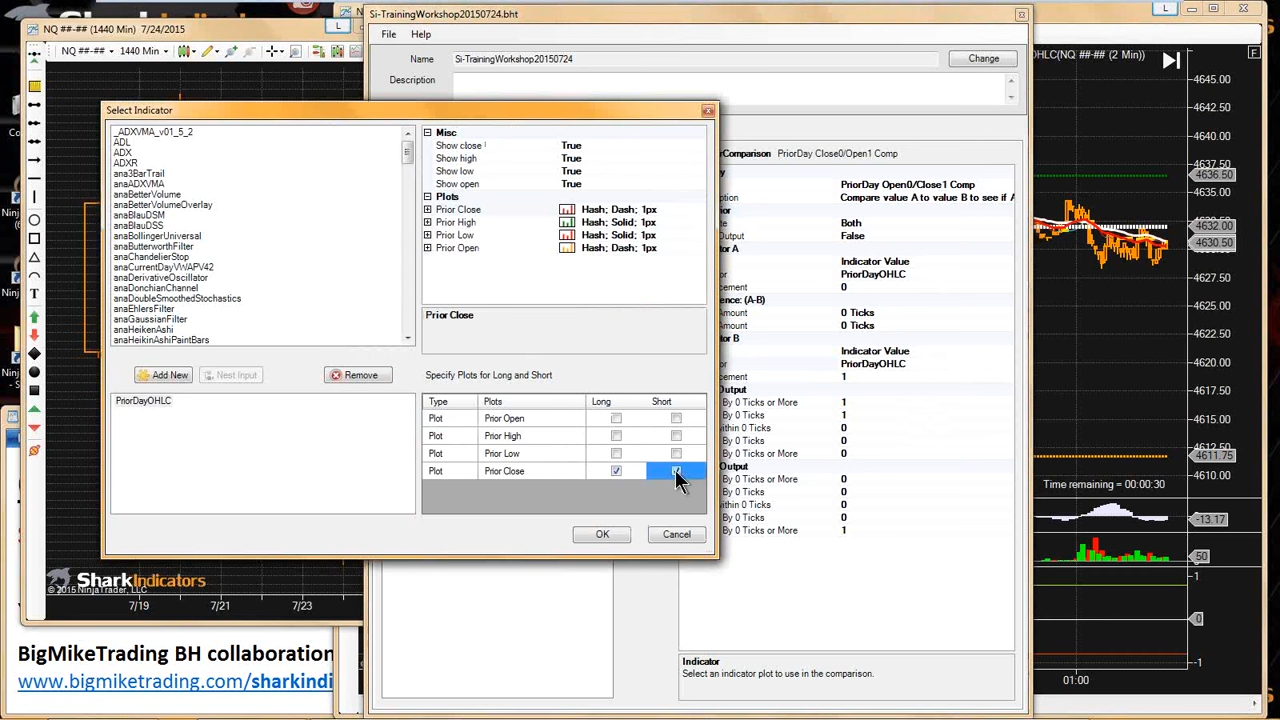 NQ ##-## (1440 Min) 7/24/2015
L
NQ ##-##
1440 Min
Si-TrainingWorkshop20150724.bht
File
Help
Name
Si-TrainingWorkshop20150724
Change
Description
Select Indicator
_ADXVMA_v01_5_2
ADL
ADX
ADXR
ana3BarTrail
anaADXVMA
anaBetterVolume
anaBetterVolumeOverlay
anaBlauDSM
anaBlauDSS
anaBollingerUniversal
anaButterworthFilter
anaChandelierStop
anaCurrentDayVWAPV42
anaDerivativeOscillator
anaDonchianChannel
anaDoubleSmoothedStochastics
anaEhlersFilter
anaGaussianFilter
anaHeikenAshi
anaHeikinAshiPaintBars
Misc
Show close
True
Show high
True
Show low
True
Show open
True
Plots
Prior Close
Hash; Dash; 1px
Prior High
Hash; Solid; 1px
Prior Low
Hash; Solid; 1px
Prior Open
Hash; Dash; 1px
Prior Close
Add New
Nest Input
Remove
Specify Plots for Long and Short
PriorDayOHLC
Type
Plots
Long
Short
Plot
Prior Open
Plot
Prior High
Plot
Prior Low
Plot
Prior Close
OK
Cancel
Comparison
PriorDay Close0/Open1 Comp
PriorDay Open0/Close1 Comp
Compare value A to value B to see if A
Both
Output
False
A
Indicator Value
PriorDayOHLC
0
(A-B)
Amount
0 Ticks
Amount
0 Ticks
B
Indicator Value
PriorDayOHLC
1
Output
By 0 Ticks or More
1
By 0 Ticks
1
within 0 Ticks
0
By 0 Ticks
0
By 0 Ticks or More
0
Output
By 0 Ticks or More
0
By 0 Ticks
0
within 0 Ticks
0
By 0 Ticks
0
By 0 Ticks or More
1
Indicator
Select an indicator plot to use in the comparison.
L
OHLC(NQ ##-## (2 Min))
F
4645.00
4642.50
4640.00
4637.50
4636.50
4635.00
4632.00
4630.50
4627.50
4625.00
4622.50
4620.00
4617.50
4615.00
4611.75
4610.00
Time remaining = 00:00:30
-13.17
50
1
0
-1
01:00
SharkIndicators
© 2015 NinjaTrader, LLC
7/19
7/21
7/23
BigMikeTrading BH collaboration
www.bigmiketrading.com/sharkindi